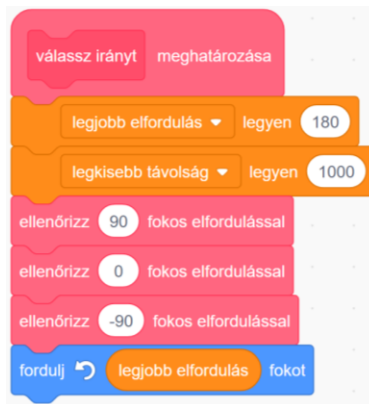 válassz irányt meghatározása
legjobb elfordulás legyen 180
legkisebb távolság legyen 1000
ellenőrizz 90 fokos elfordulással
ellenőrizz 0 fokos elfordulással
ellenőrizz -90 fokos elfordulással
fordulj legjobb elfordulás fokot